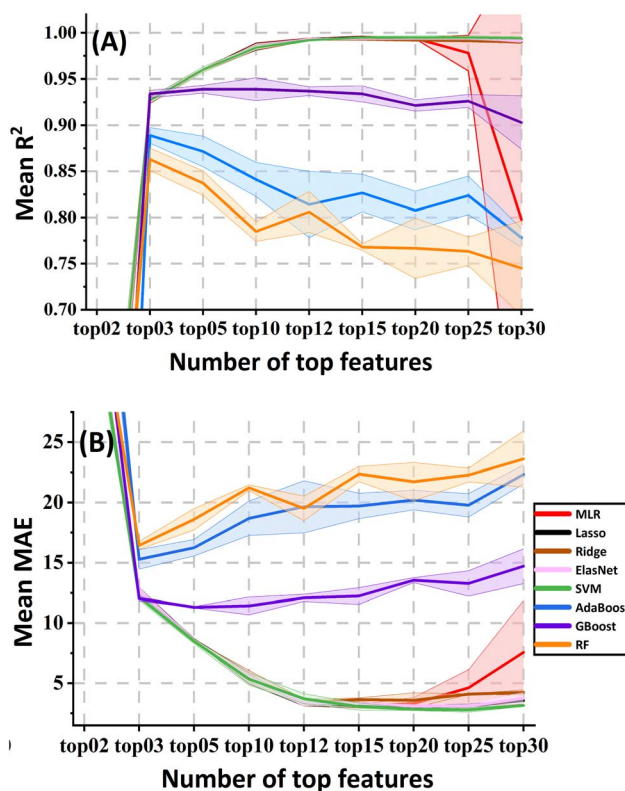 (A)
Mean R²
1.00
0.95
0.90
0.85
0.80
0.75
0.70
top02 top03 top05 top10 top12 top15 top20 top25 top30
Number of top features
(B)
Mean MAE
25
20
15
10
5
top02 top03 top05 top10 top12 top15 top20 top25 top30
Number of top features
MLR
Lasso
Ridge
ElasNet
SVM
AdaBoos
GBoost
RF